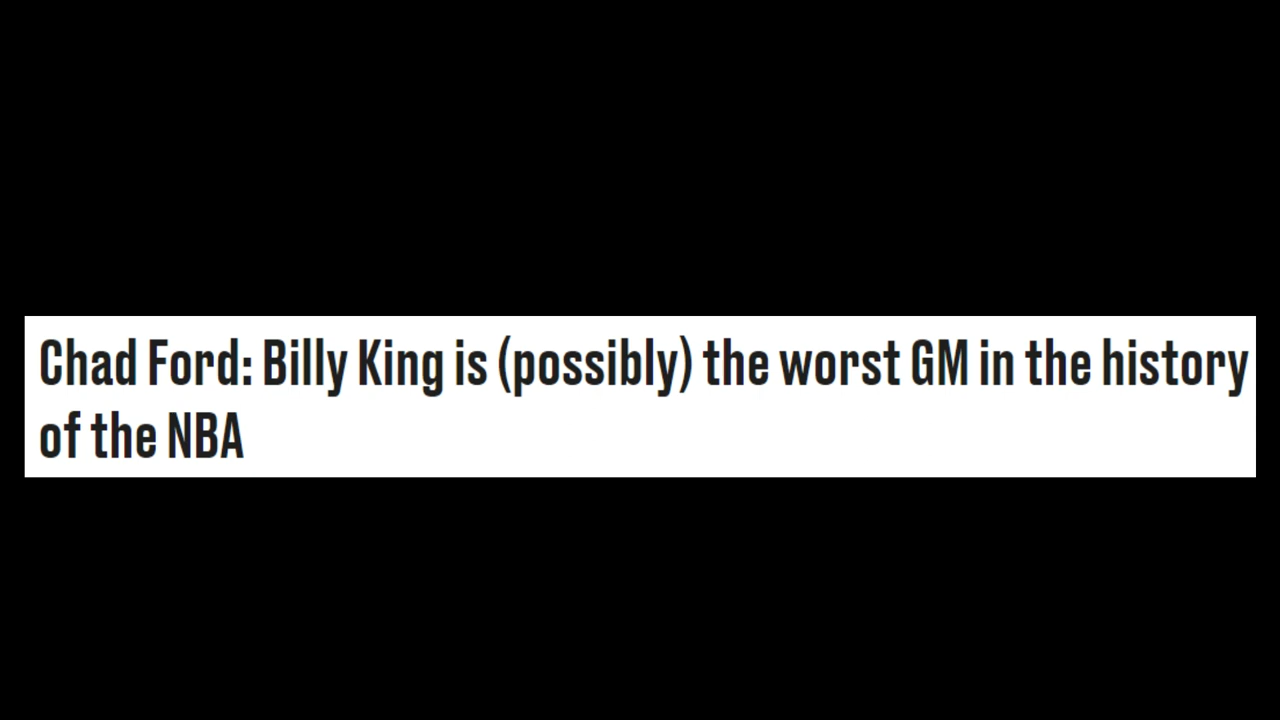 Chad Ford: Billy King is (possibly) the worst GM in the history
of the NBA